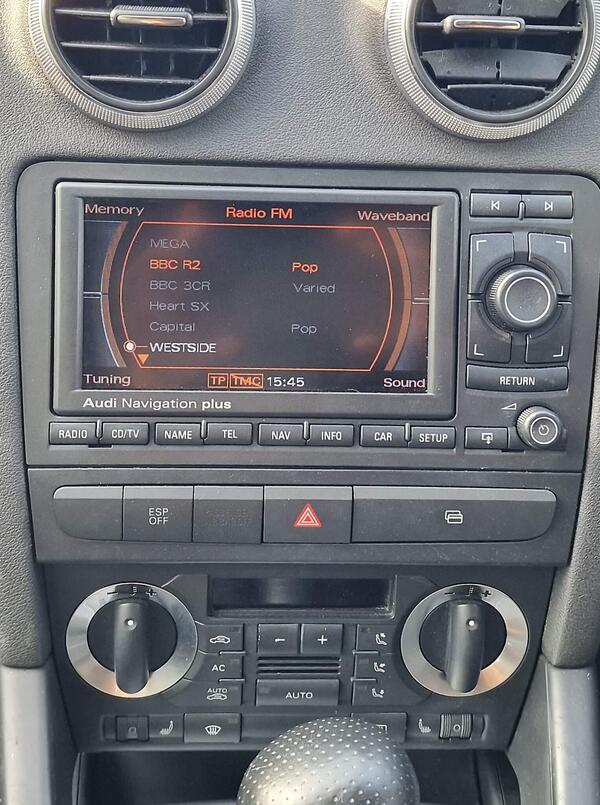 Memory Radio FM Waveband
MEGA
BBC R2 Pop
BBC 3CR Varied
Heart SX
Capital Pop
WESTSIDE
Tuning TP TMC 15:45 Sound
Audi Navigation plus
RETURN
RADIO CD/TV NAME TEL NAV INFO CAR SETUP
ESP
OFF
- + - +
- +
AC
AUTO AUTO